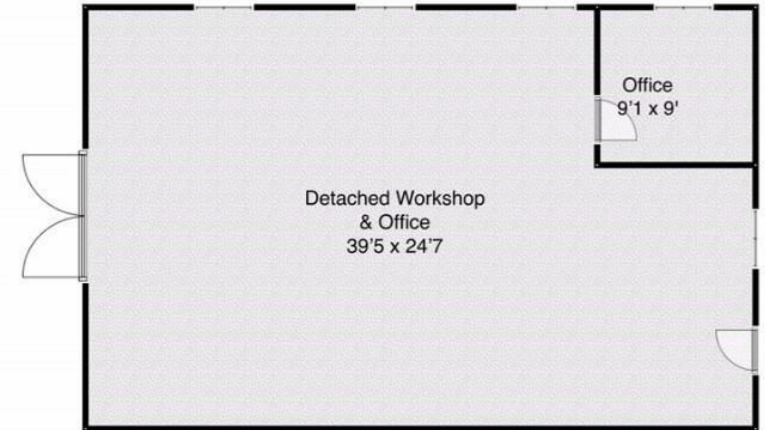 Office
9'1 x 9'
Detached Workshop
& Office
39'5 x 24'7